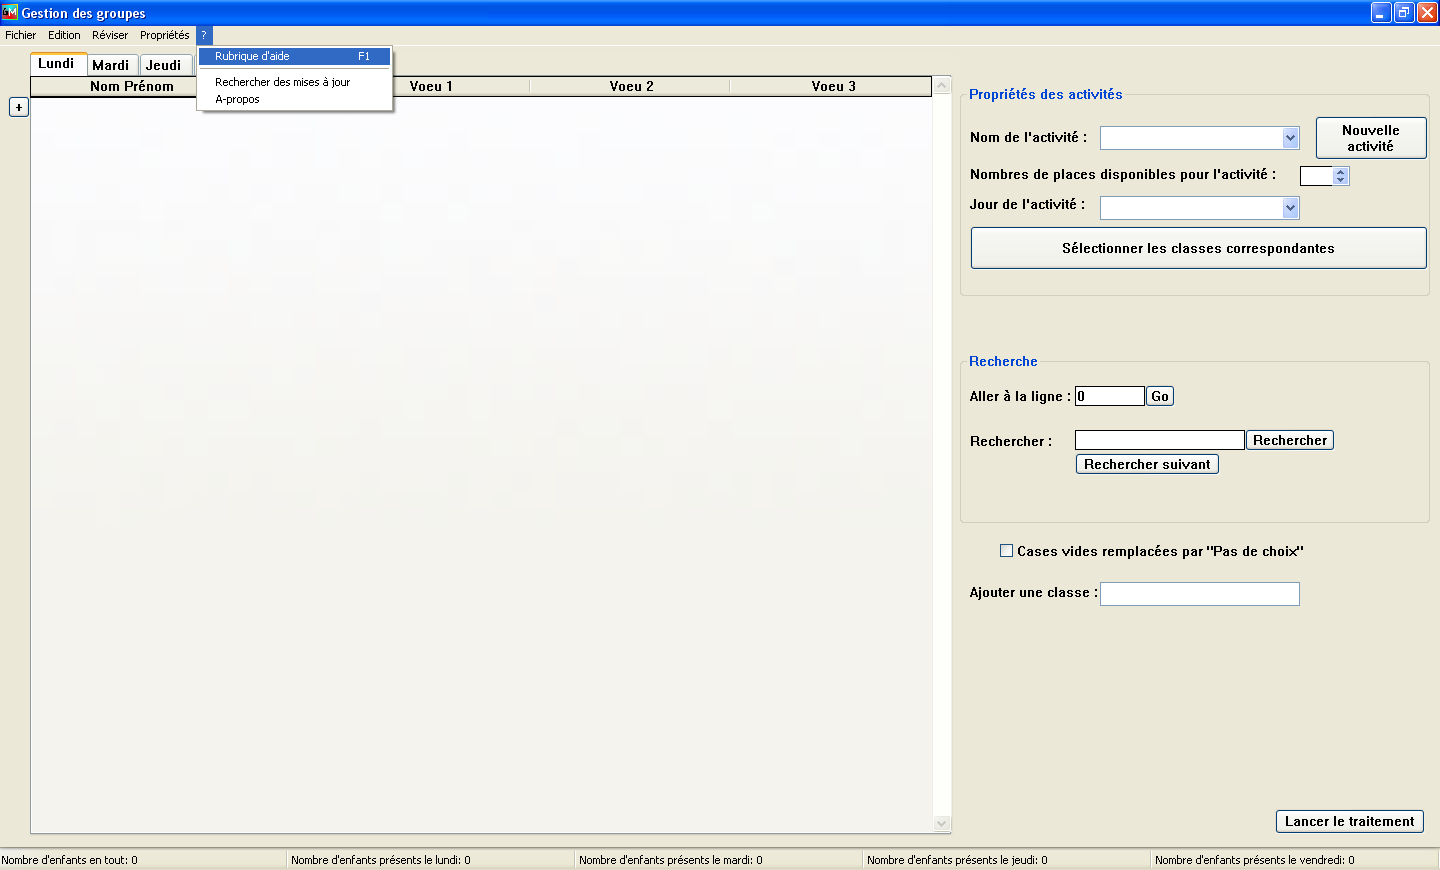 Gestion des groupes
Fichier Edition Réviser Propriétés ?
Rubrique d'aide F1
Rechercher des mises à jour
A-propos
Lundi Mardi Jeudi
Nom Prénom Voeu 1 Voeu 2 Voeu 3
+
Propriétés des activités
Nom de l'activité :
Nouvelle
activité
Nombres de places disponibles pour l'activité :
Jour de l'activité :
Sélectionner les classes correspondantes
Recherche
Aller à la ligne : 0 Go
Rechercher : Rechercher
Rechercher suivant
Cases vides remplacées par "Pas de choix"
Ajouter une classe :
Lancer le traitement
Nombre d'enfants en tout: 0 Nombre d'enfants présents le lundi: 0 Nombre d'enfants présents le mardi: 0 Nombre d'enfants présents le jeudi: 0 Nombre d'enfants présents le vendredi: 0